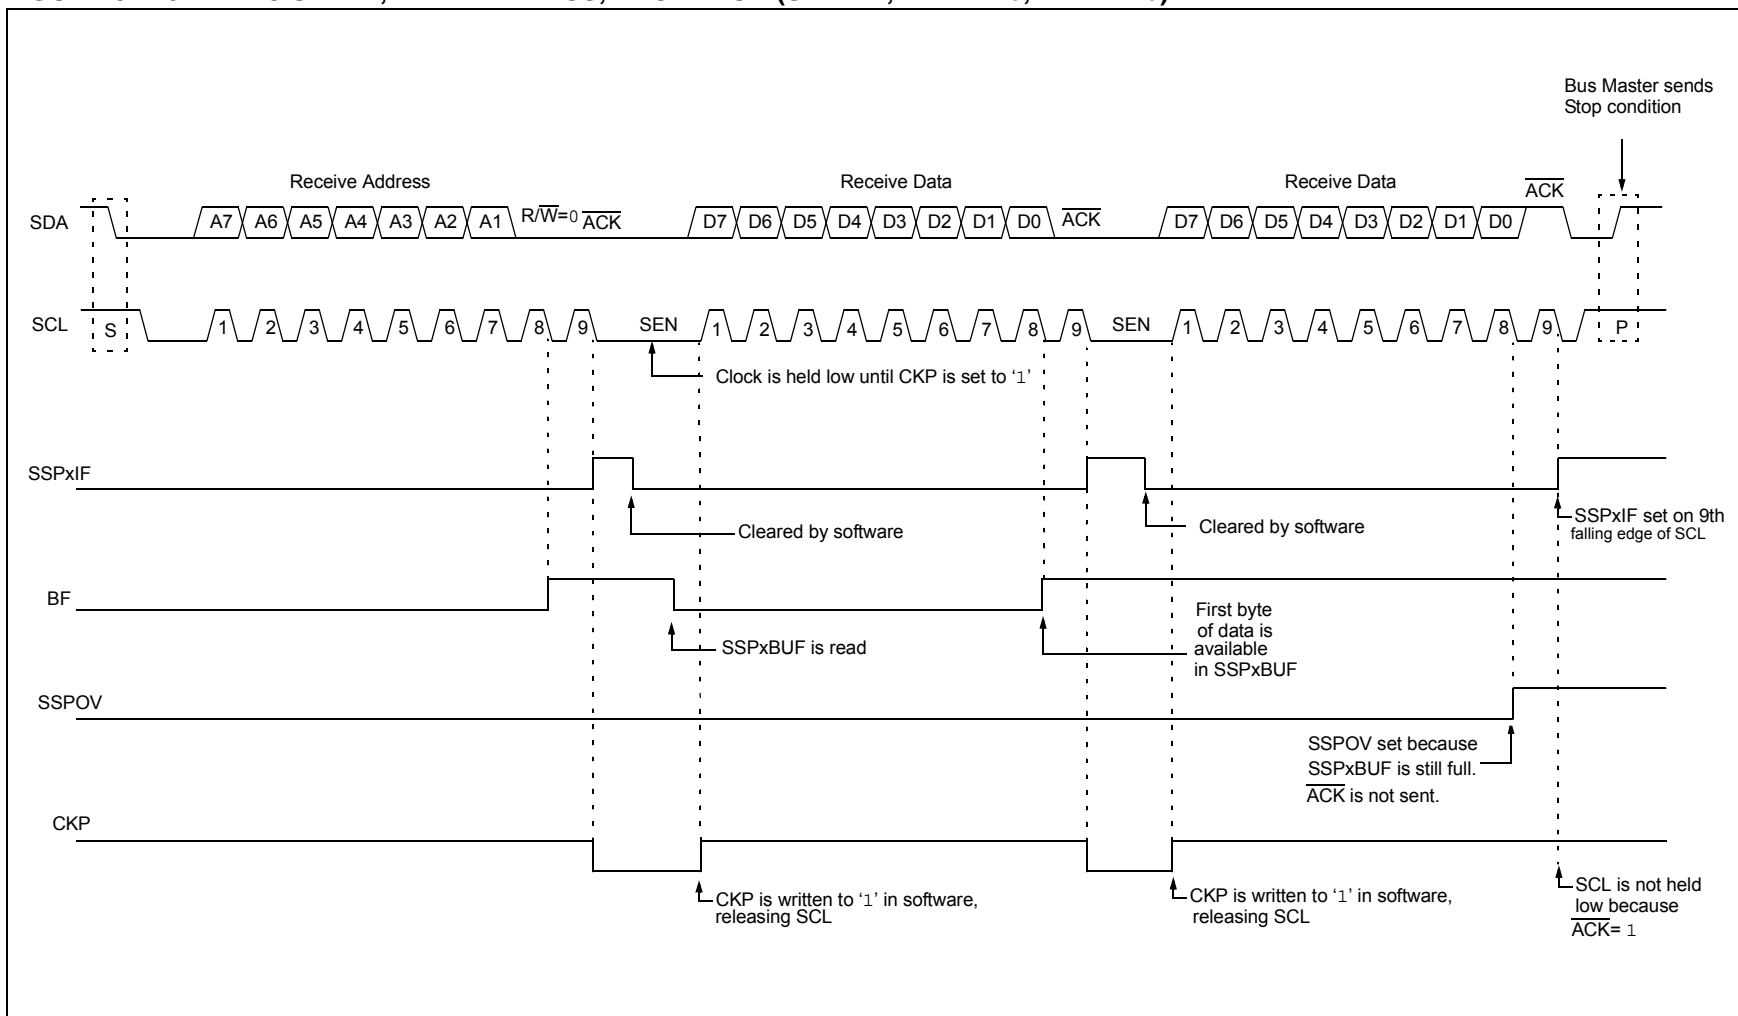 Bus Master sends
Stop condition
Receive Address
Receive Data
Receive Data
ACK
SDA
A7 A6 A5 A4 A3 A2 A1 R/W=0 ACK
D7 D6 D5 D4 D3 D2 D1 D0 ACK
D7 D6 D5 D4 D3 D2 D1 D0
SCL S 1 2 3 4 5 6 7 8 9 SEN 1 2 3 4 5 6 7 8 9 SEN 1 2 3 4 5 6 7 8 9 P
Clock is held low until CKP is set to ‘1’
SSPxIF
Cleared by software
Cleared by software
SSPxIF set on 9th
falling edge of SCL
BF
SSPxBUF is read
First byte
of data is
available
in SSPxBUF
SSPOV
SSPOV set because
SSPxBUF is still full.
ACK is not sent.
CKP
CKP is written to ‘1’ in software,
releasing SCL
CKP is written to ‘1’ in software,
releasing SCL
SCL is not held
low because
ACK= 1